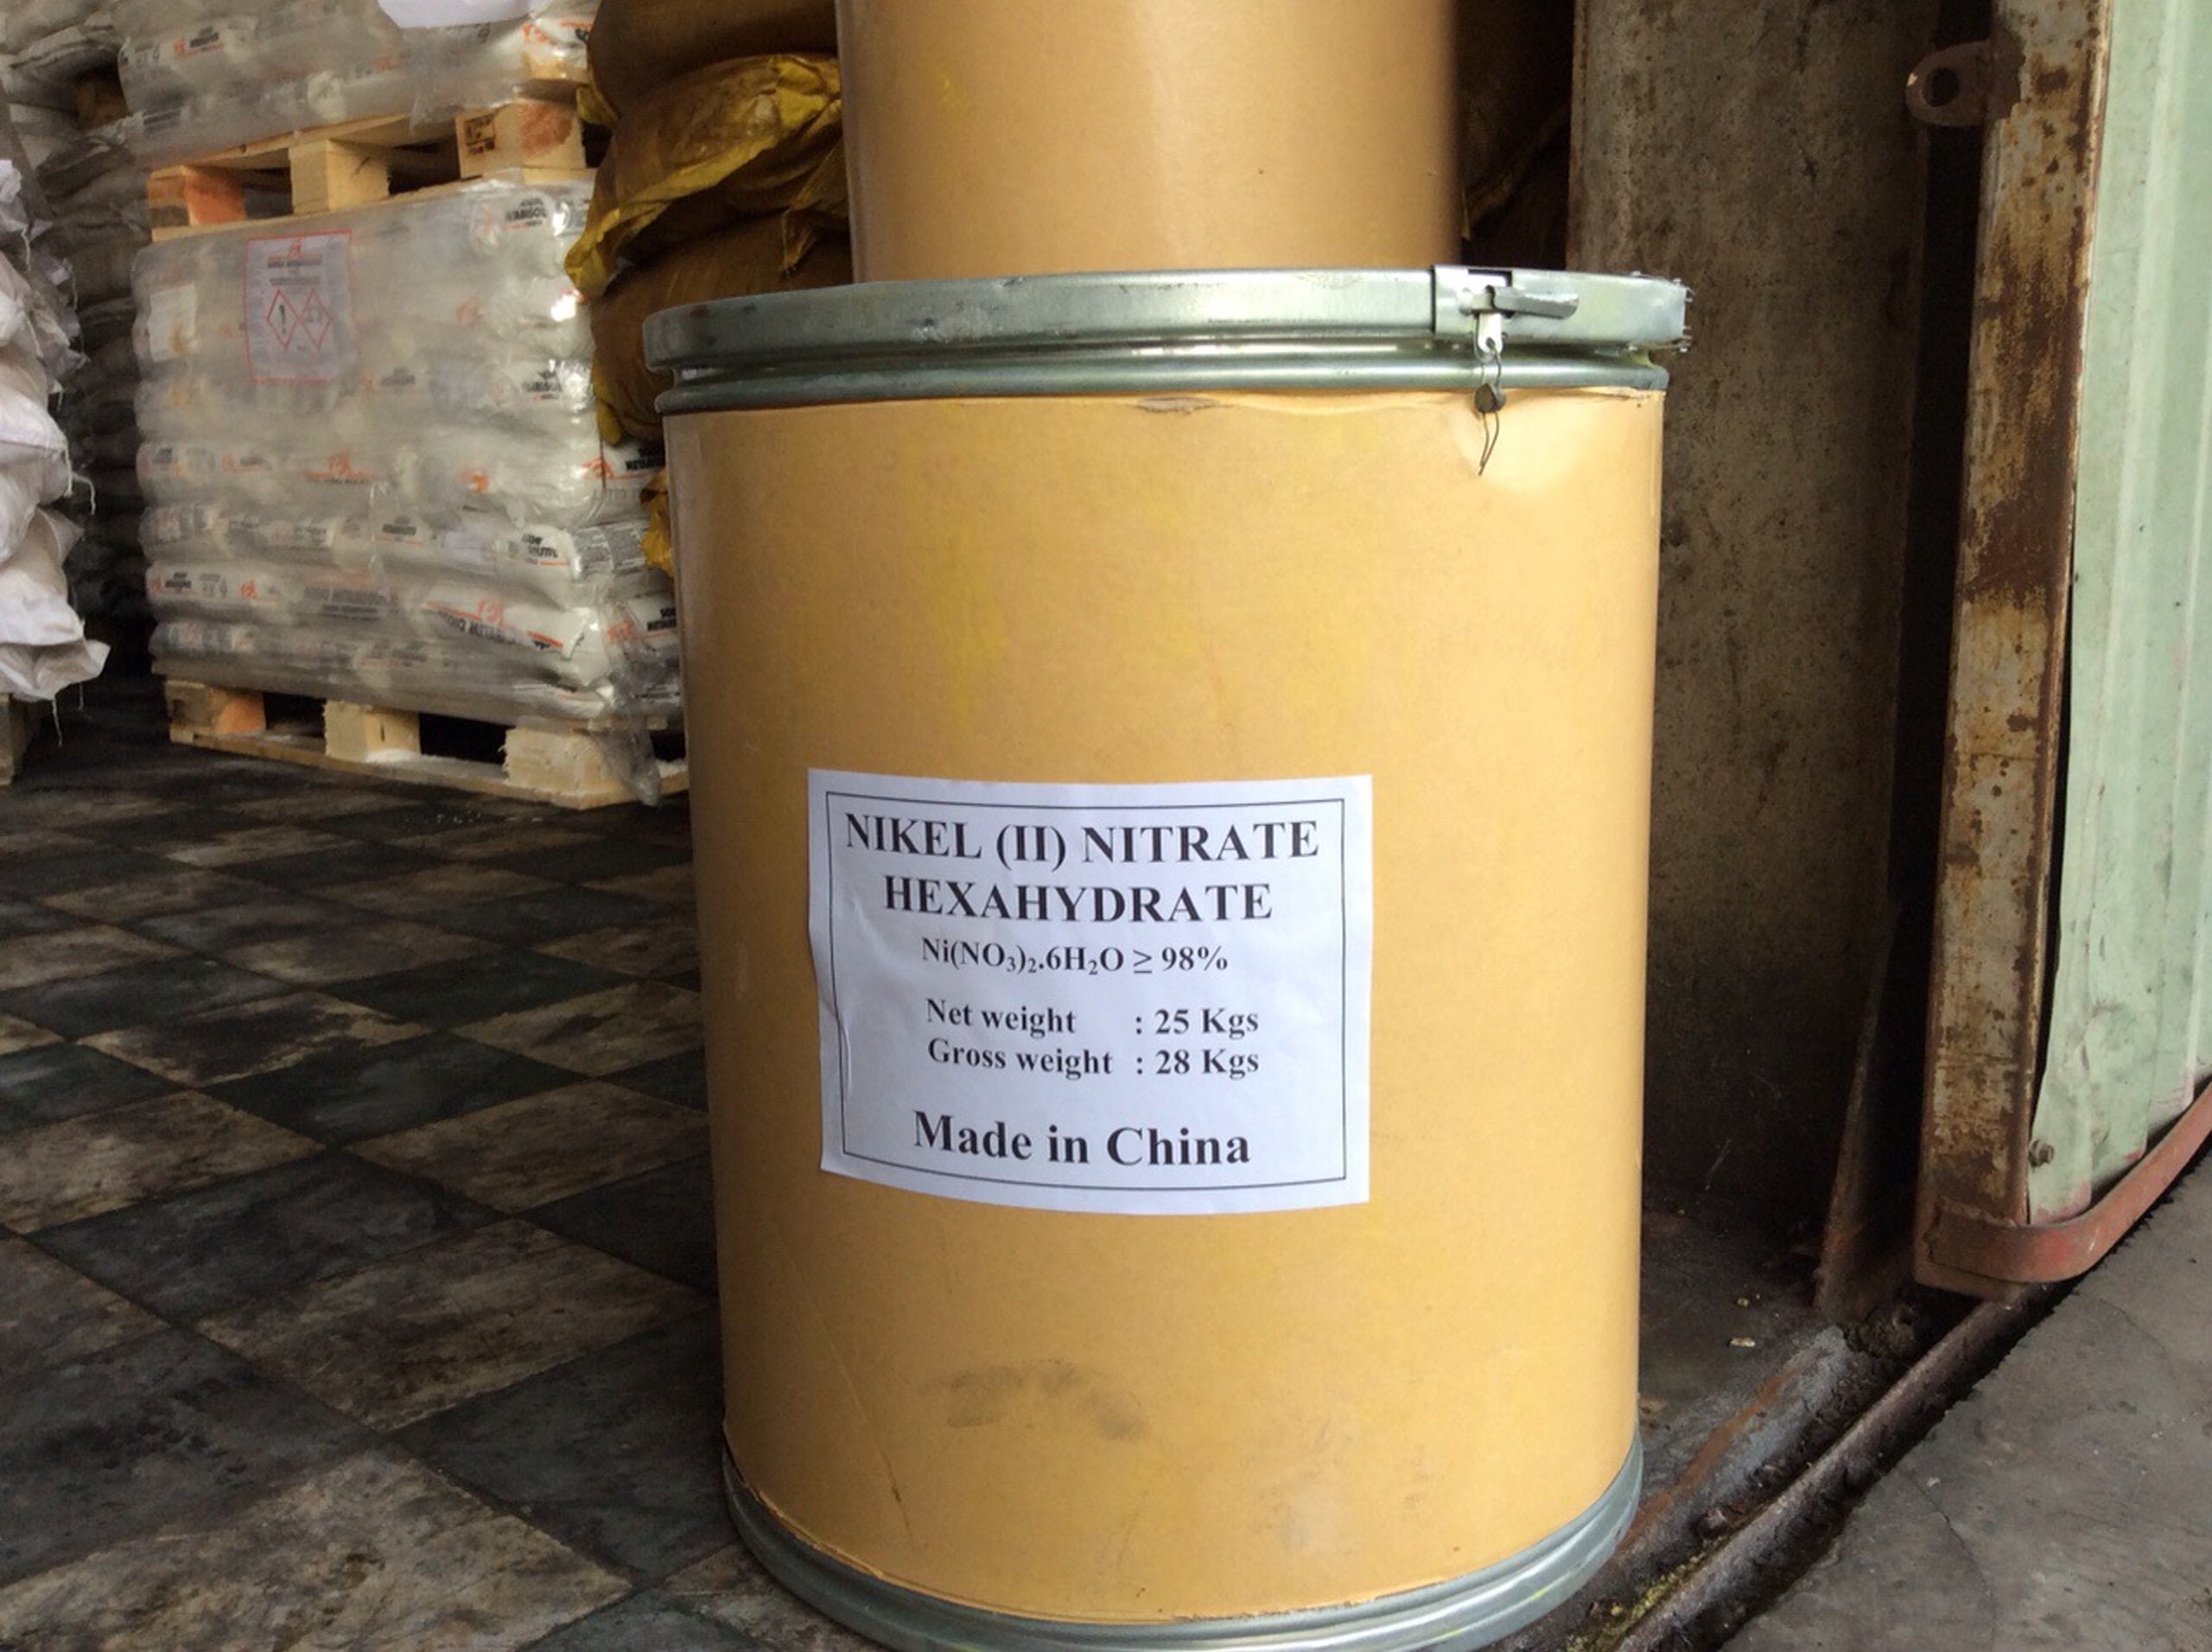 NIKEL (II) NITRATE
HEXAHYDRATE
Ni(NO₃)₂.6H₂O ≥ 98%
Net weight : 25 Kgs
Gross weight : 28 Kgs
Made in China